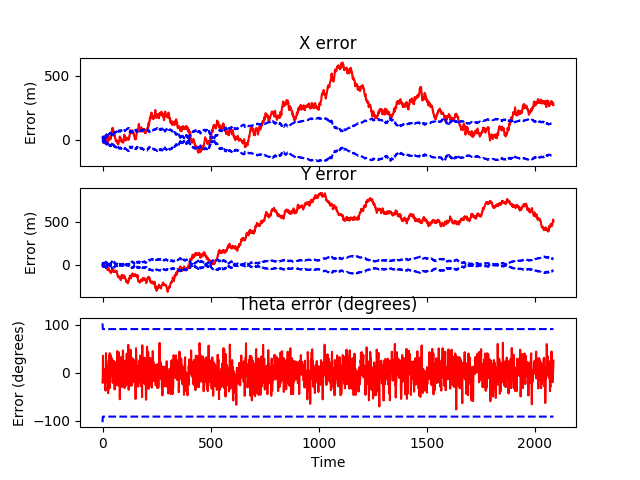 X error
500
0
Error (m)
Y error
500
0
Error (m)
Theta error (degrees)
100
0
−100
Error (degrees)
0 500 1000 1500 2000
Time